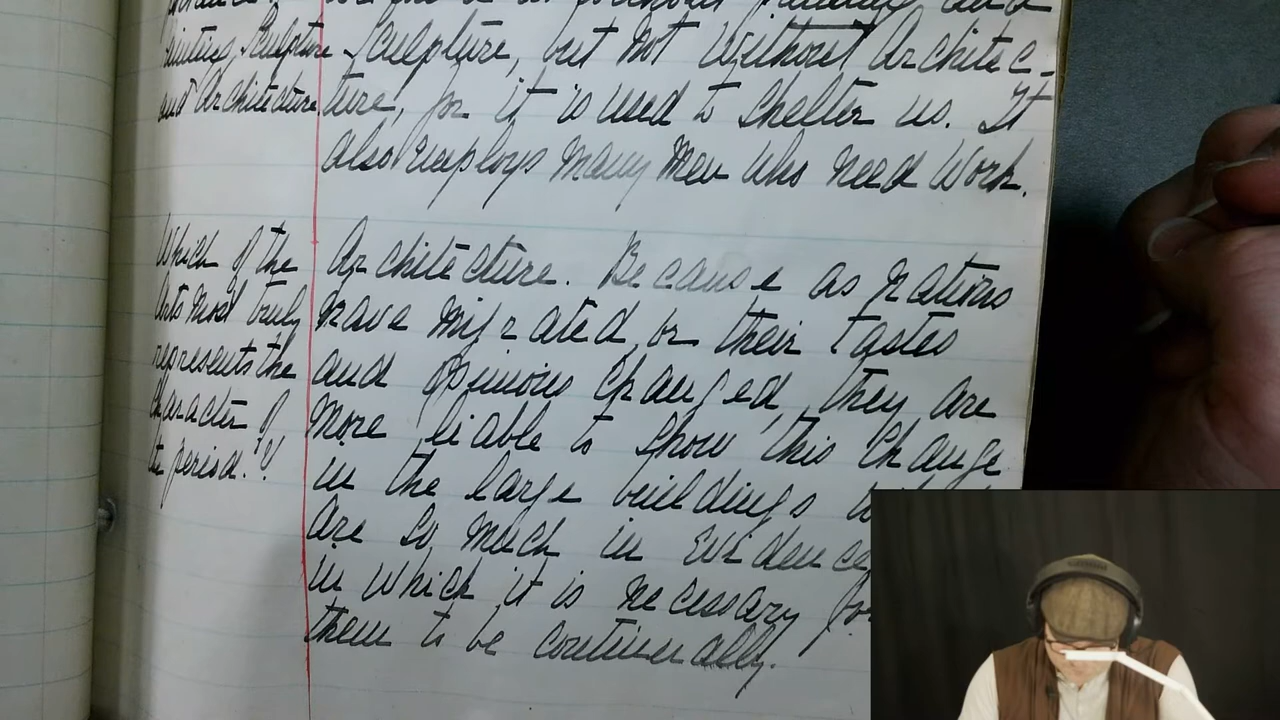 Painting, Sculpture
and Architecture.
Sculpture, but not without Architec-
ture, for it is used to shelter us. It
also employs many men who need work.
Which of the
Arts most truly
represents the
character of
the period?
Architecture. Because as nations
have migrated, or their tastes
and opinions changed, they are
more liable to show this change
in the large buildings
are so much in evidence
in which it is necessary for
them to be continually.